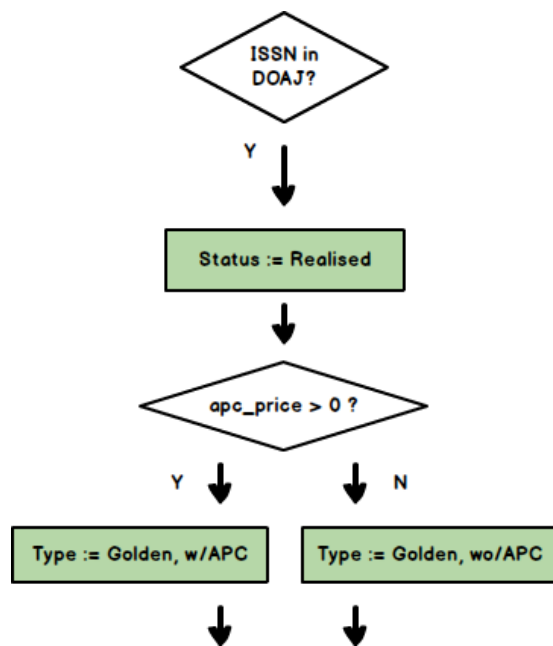 ISSN in
DOAJ?
Y
Status := Realised
apc_price > 0 ?
Y
N
Type := Golden, w/APC
Type := Golden, wo/APC